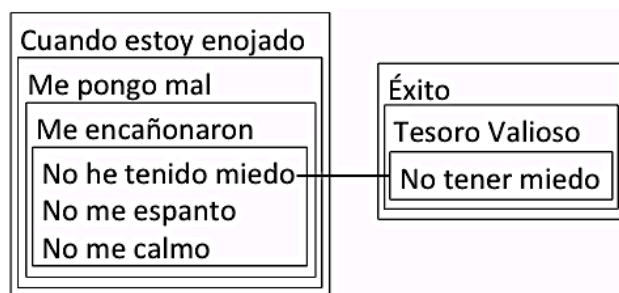 Cuando estoy enojado
Me pongo mal
Me encañonaron
No he tenido miedo
No me espanto
No me calmo
Éxito
Tesoro Valioso
No tener miedo